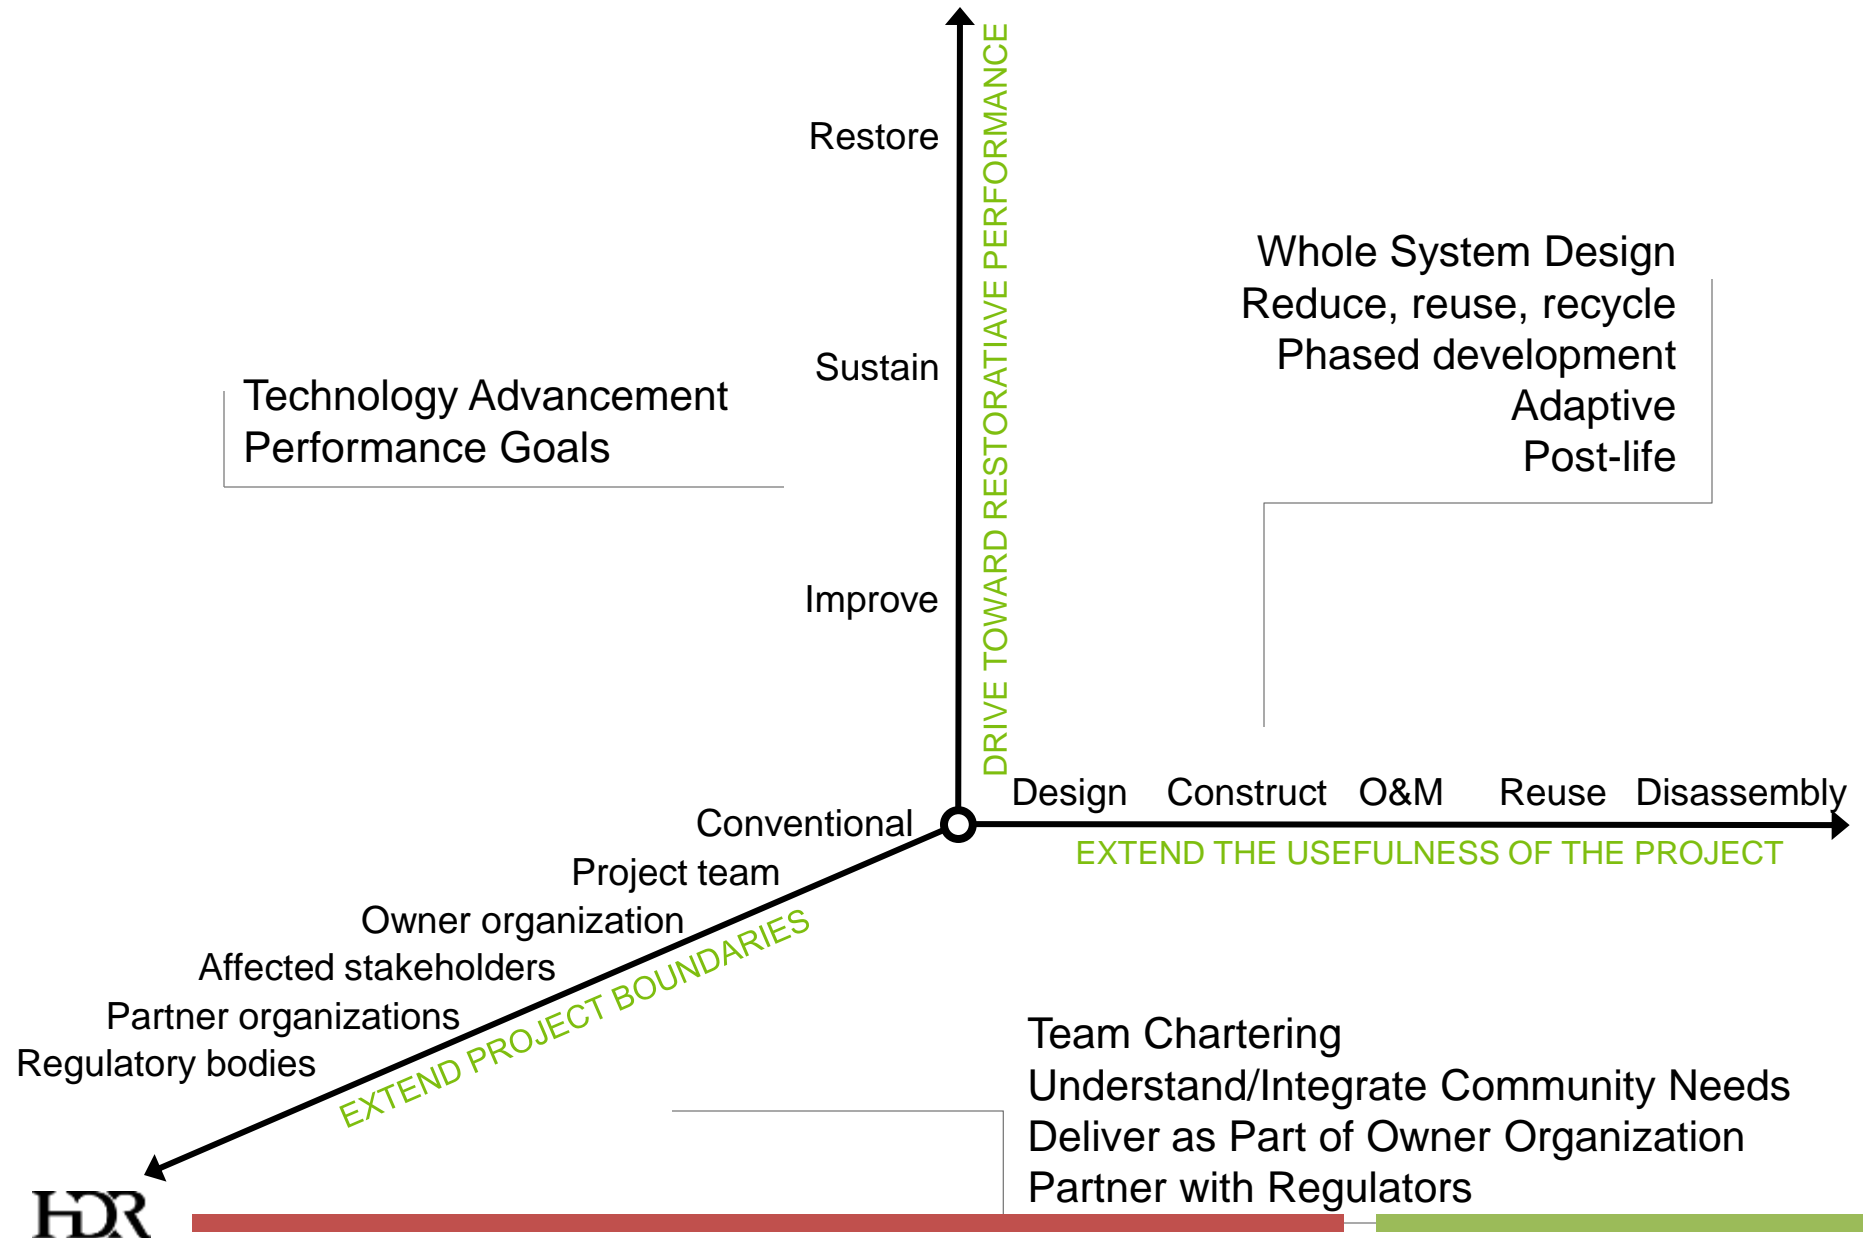 Restore
Sustain
Improve
DRIVE TOWARD RESTORATIAVE PERFORMANCE
Technology Advancement
Performance Goals
Whole System Design
Reduce, reuse, recycle
Phased development
Adaptive
Post-life
Design Construct O&M Reuse Disassembly
EXTEND THE USEFULNESS OF THE PROJECT
Conventional
Project team
Owner organization
Affected stakeholders
Partner organizations
Regulatory bodies
EXTEND PROJECT BOUNDARIES
Team Chartering
Understand/Integrate Community Needs
Deliver as Part of Owner Organization
Partner with Regulators
HDR